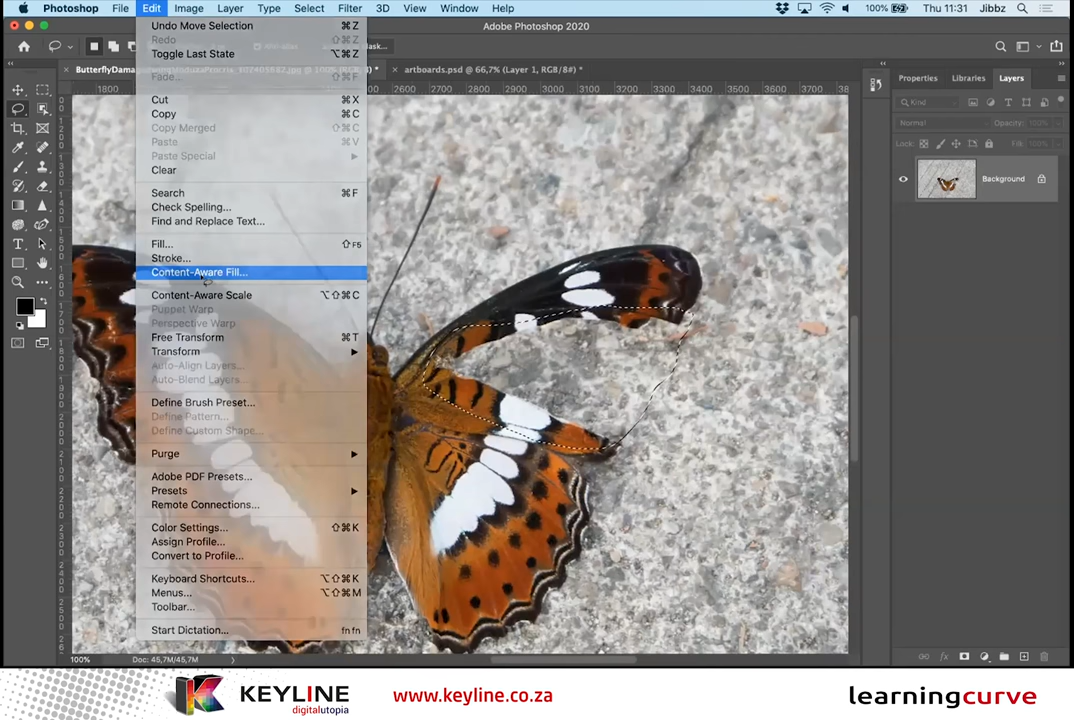 Photoshop File Edit Image Layer Type Select Filter 3D View Window Help 100% Thu 11:31 Jibbz
Adobe Photoshop 2020
Undo Move Selection ⌘Z
Redo ⇧⌘Z
Toggle Last State ⌥⌘Z
Fade... ⇧⌘F
Cut ⌘X
Copy ⌘C
Copy Merged ⇧⌘C
Paste ⌘V
Paste Special
Clear
Search ⌘F
Check Spelling...
Find and Replace Text...
Fill... ⇧F5
Stroke...
Content-Aware Fill...
Content-Aware Scale ⌥⇧⌘C
Puppet Warp
Perspective Warp
Free Transform ⌘T
Transform
Auto-Align Layers...
Auto-Blend Layers...
Define Brush Preset...
Define Pattern...
Define Custom Shape...
Purge
Adobe PDF Presets...
Presets
Remote Connections...
Color Settings... ⇧⌘K
Assign Profile...
Convert to Profile...
Keyboard Shortcuts... ⌥⇧⌘K
Menus... ⌥⇧⌘M
Toolbar...
Start Dictation... fn fn
artboards.psd @ 66,7% (Layer 1, RGB/8#) *
1800 2600 2700 2800 2900 3000 3100 3200 3300 3400 3500 3600 3700
Properties Libraries Layers
Kind
Normal Opacity: 100%
Lock: Fill: 100%
Background
100% Doc: 45,7M/45,7M
KEYLINE
digitalutopia
www.keyline.co.za
learningcurve